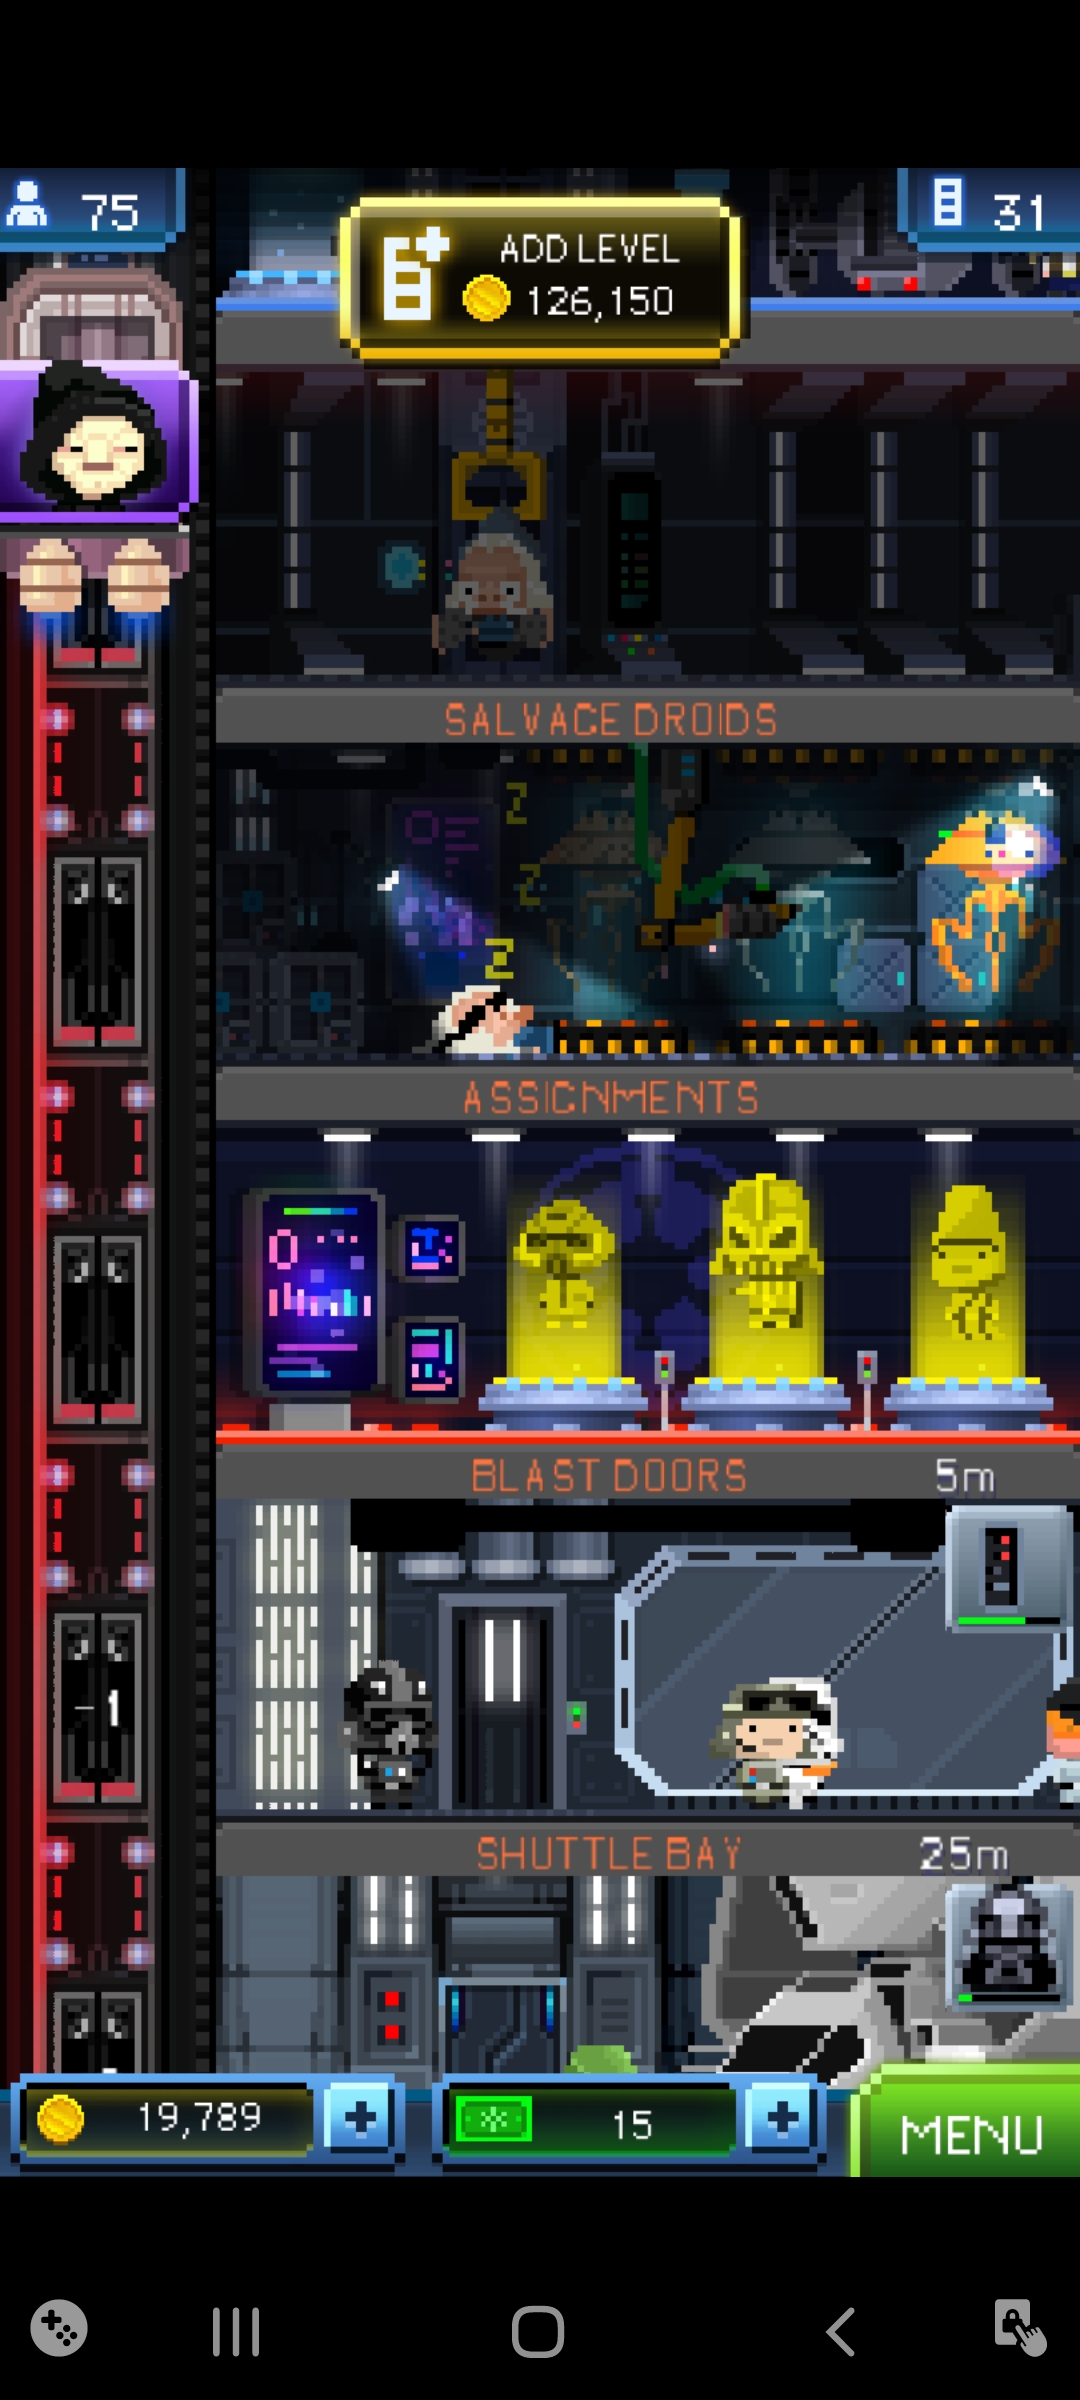 75
31
ADD LEVEL
126,150
SALVAGE DROIDS
Z
Z
Z
ASSIGNMENTS
BLAST DOORS
5m
-1
SHUTTLE BAY
25m
19,789
+
15
+
MENU